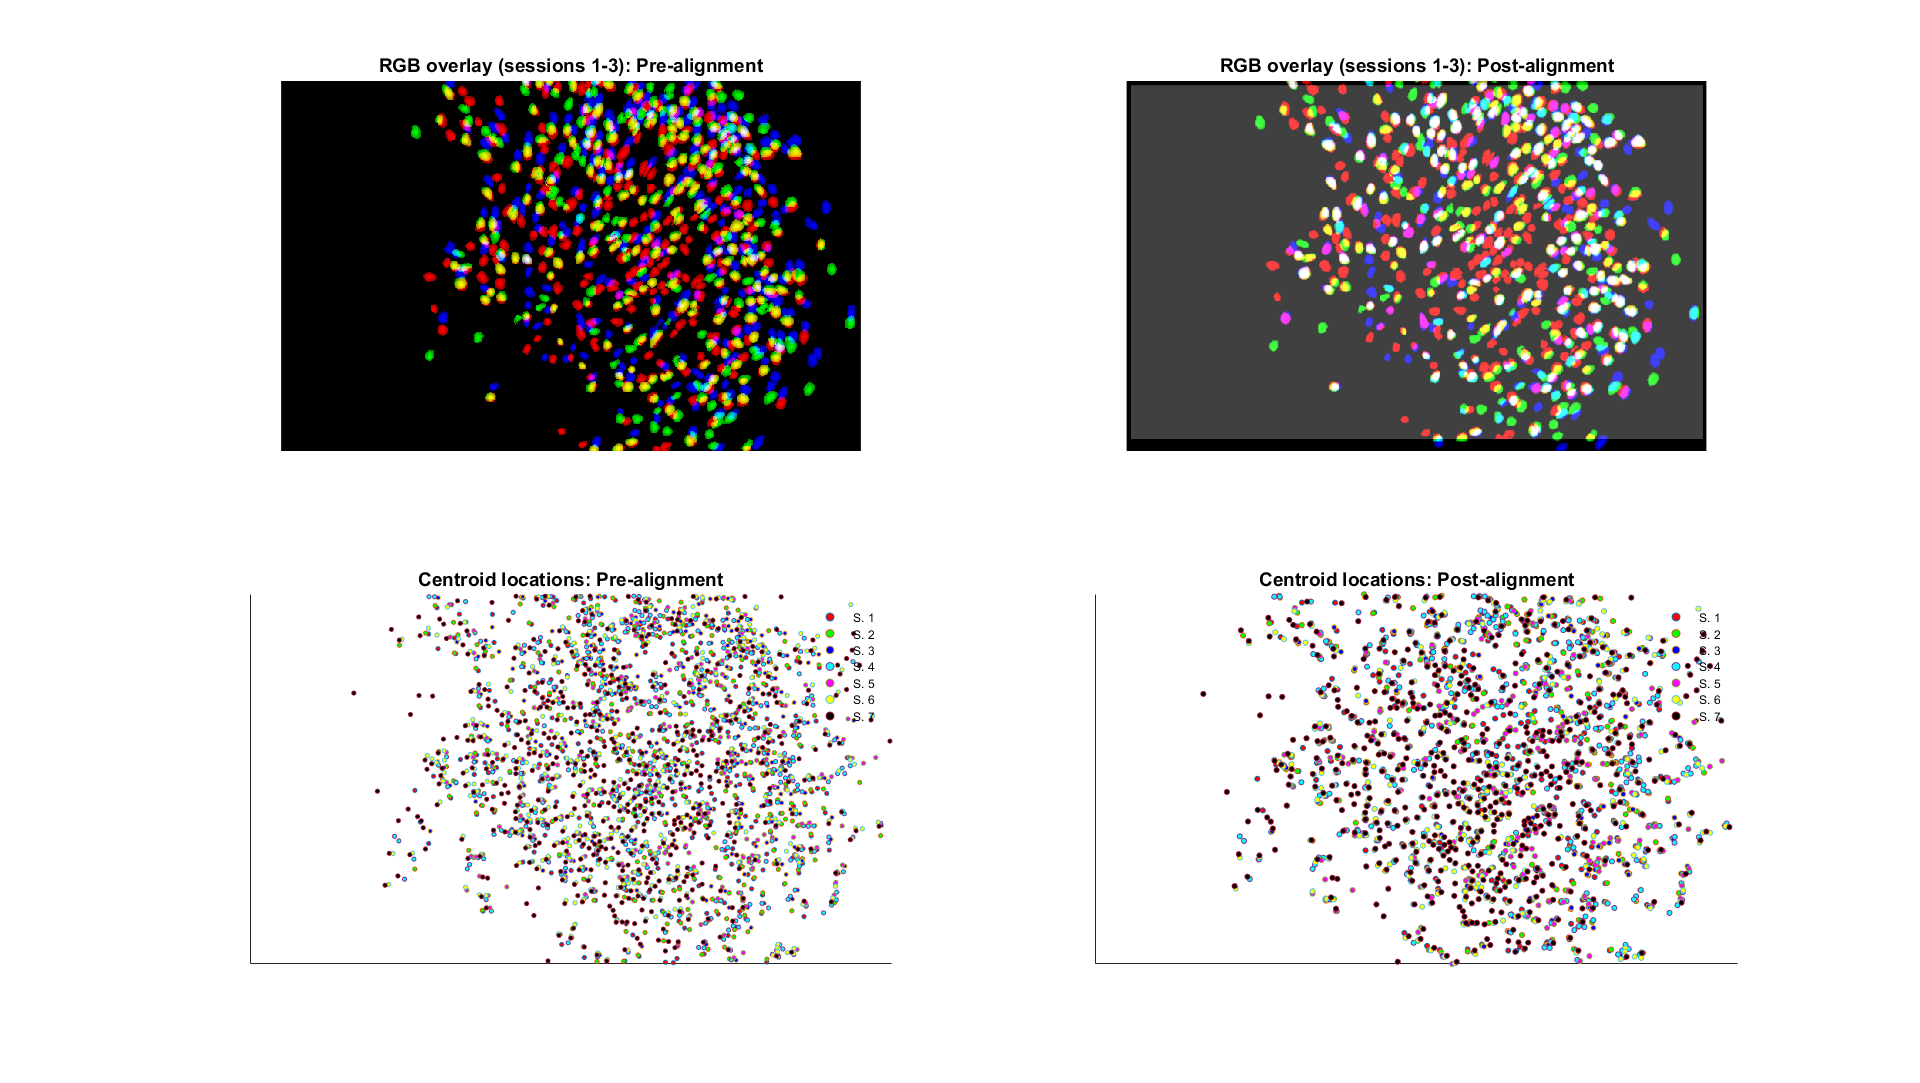 RGB overlay (sessions 1-3): Pre-alignment
RGB overlay (sessions 1-3): Post-alignment
Centroid locations: Pre-alignment
S. 1
S. 2
S. 3
S. 4
S. 5
S. 6
S. 7
Centroid locations: Post-alignment
S. 1
S. 2
S. 3
S. 4
S. 5
S. 6
S. 7